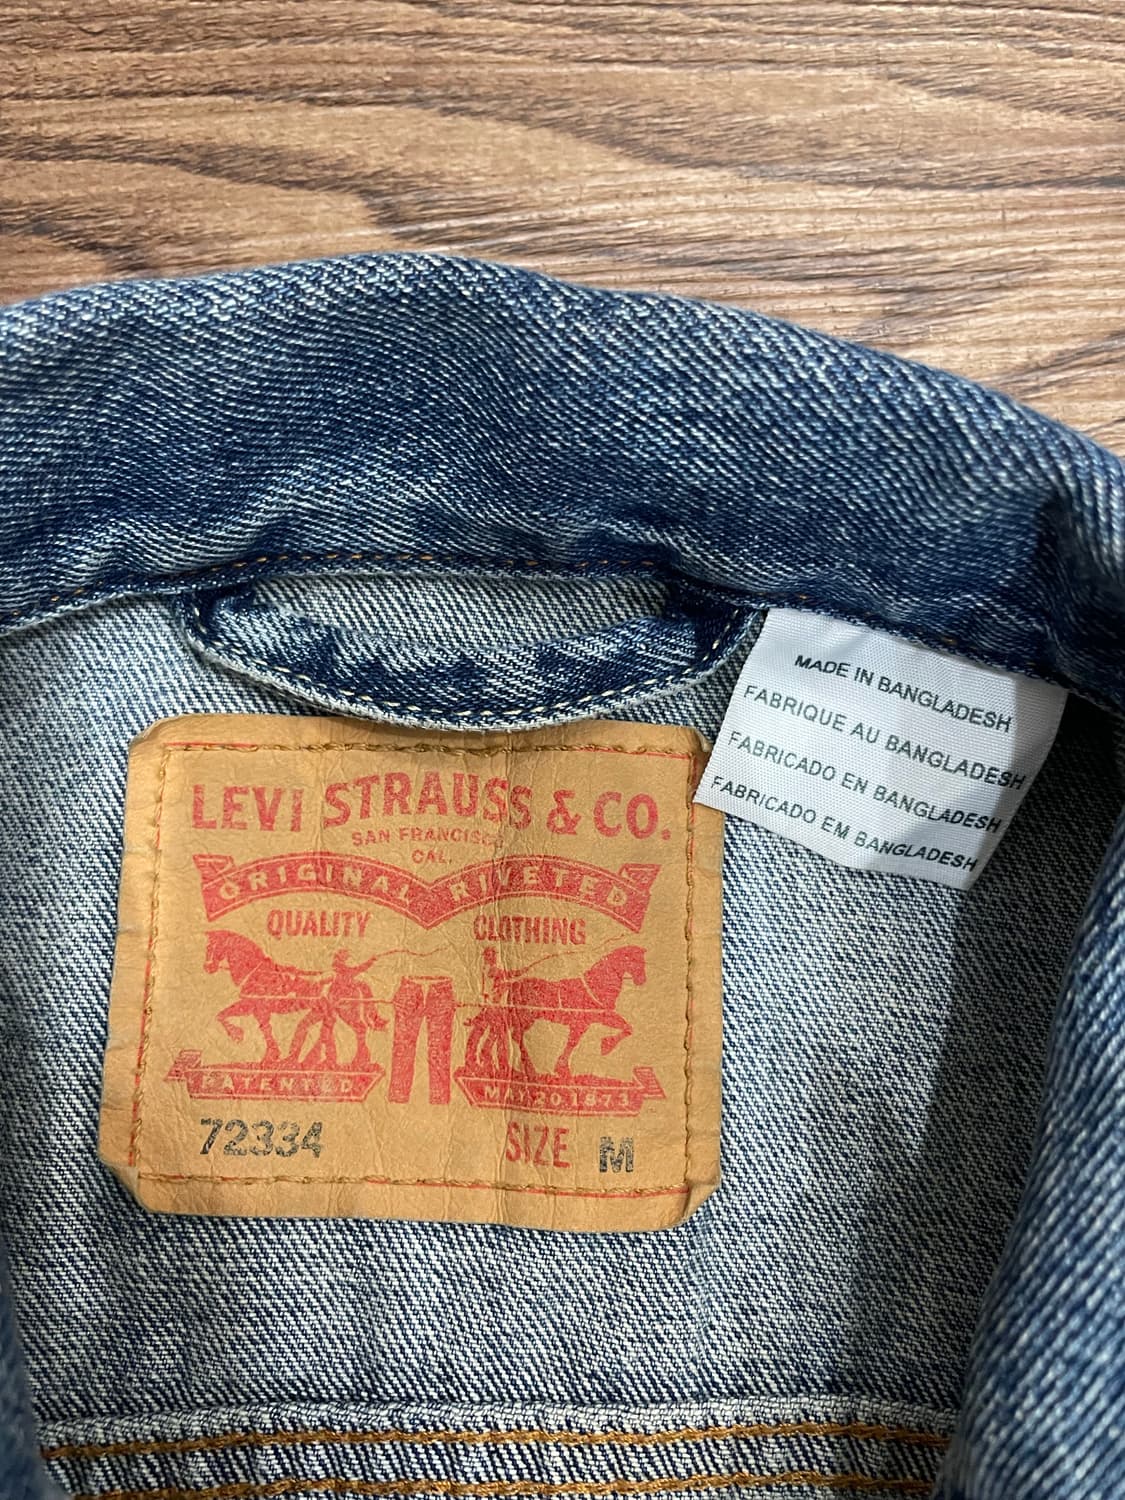 LEVI STRAUSS & CO.
SAN FRANCISCO
CAL.
ORIGINAL RIVETED
QUALITY CLOTHING
PATENTED MAY 20 1873
72334 SIZE M
MADE IN BANGLADESH
FABRIQUE AU BANGLADESH
FABRICADO EN BANGLADESH
FABRICADO EM BANGLADESH